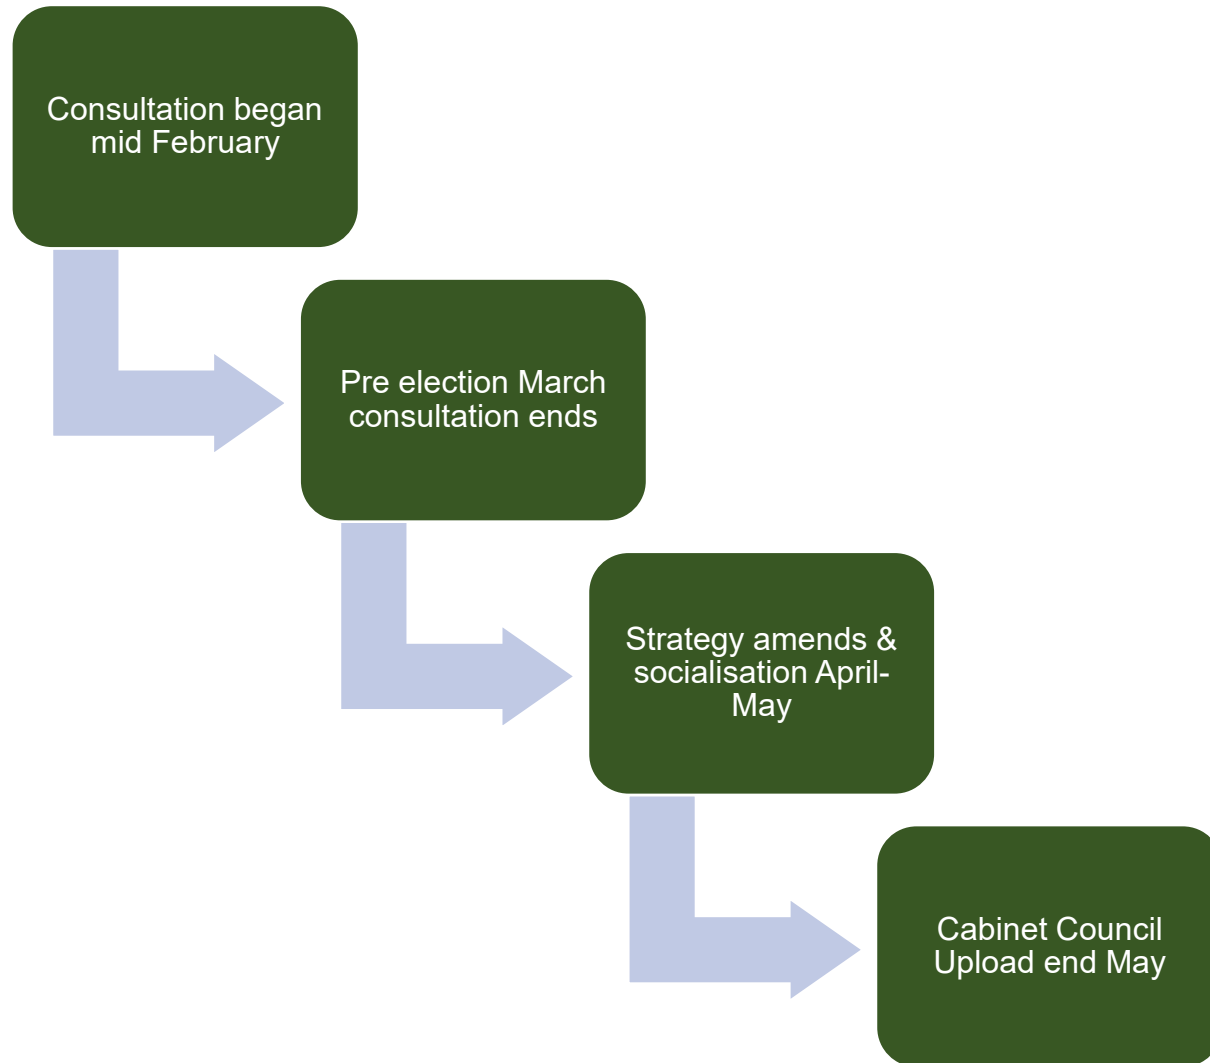 Consultation began
mid February
Pre election March
consultation ends
Strategy amends &
socialisation April-
May
Cabinet Council
Upload end May